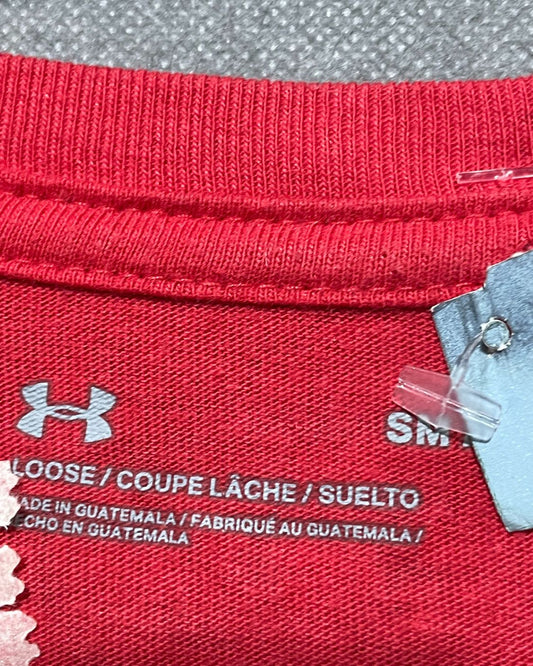 SM
LOOSE / COUPE LÂCHE / SUELTO
MADE IN GUATEMALA / FABRIQUÉ AU GUATEMALA /
HECHO EN GUATEMALA